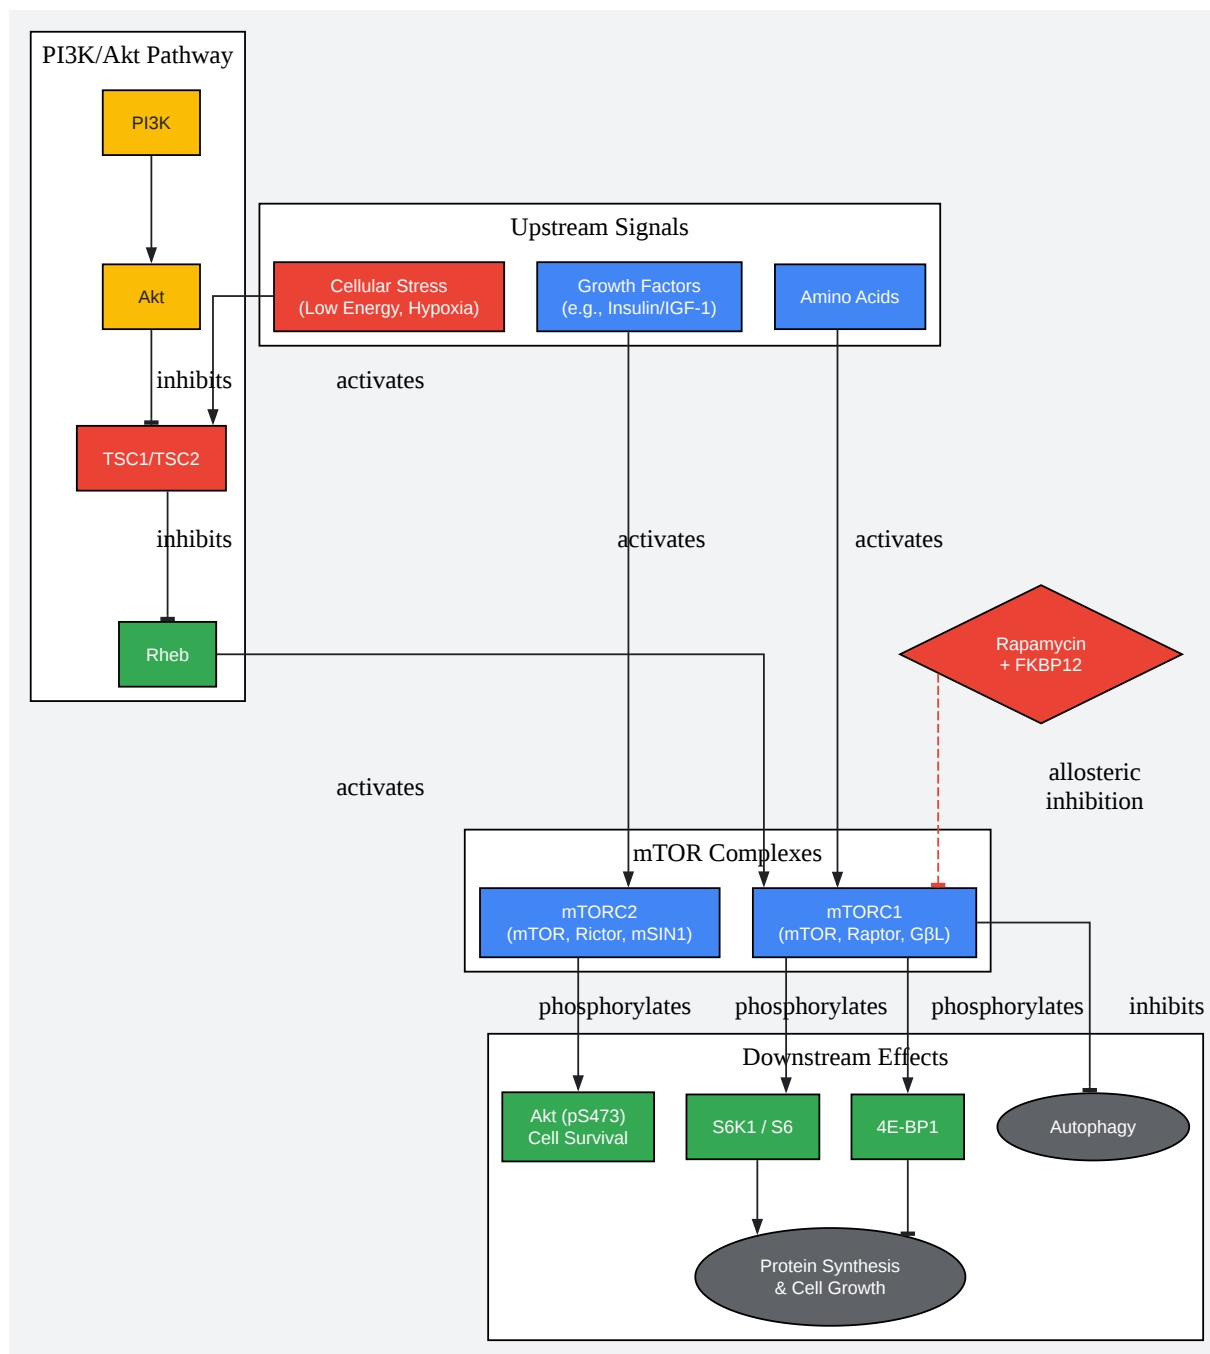 PI3K/Akt Pathway
PI3K
Upstream Signals
Akt
Cellular Stress
(Low Energy, Hypoxia)
Growth Factors
(e.g., Insulin/IGF-1)
Amino Acids
inhibits
activates
TSC1/TSC2
inhibits
activates
activates
Rheb
Rapamycin
+ FKBP12
allosteric
inhibition
activates
mTOR Complexes
mTORC2
(mTOR, Rictor, mSIN1)
mTORC1
(mTOR, Raptor, GβL)
phosphorylates
phosphorylates
phosphorylates
inhibits
Downstream Effects
Akt (pS473)
Cell Survival
S6K1 / S6
4E-BP1
Autophagy
Protein Synthesis
& Cell Growth